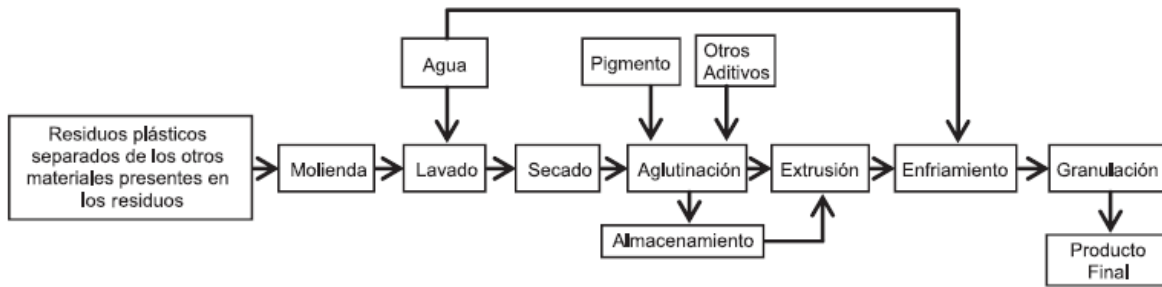 Agua
Pigmento
Otros
Aditivos
Residuos plásticos
separados de los otros
materiales presentes en
los residuos
Molienda
Lavado
Secado
Aglutinación
Extrusión
Enfriamiento
Granulación
Almacenamiento
Producto
Final